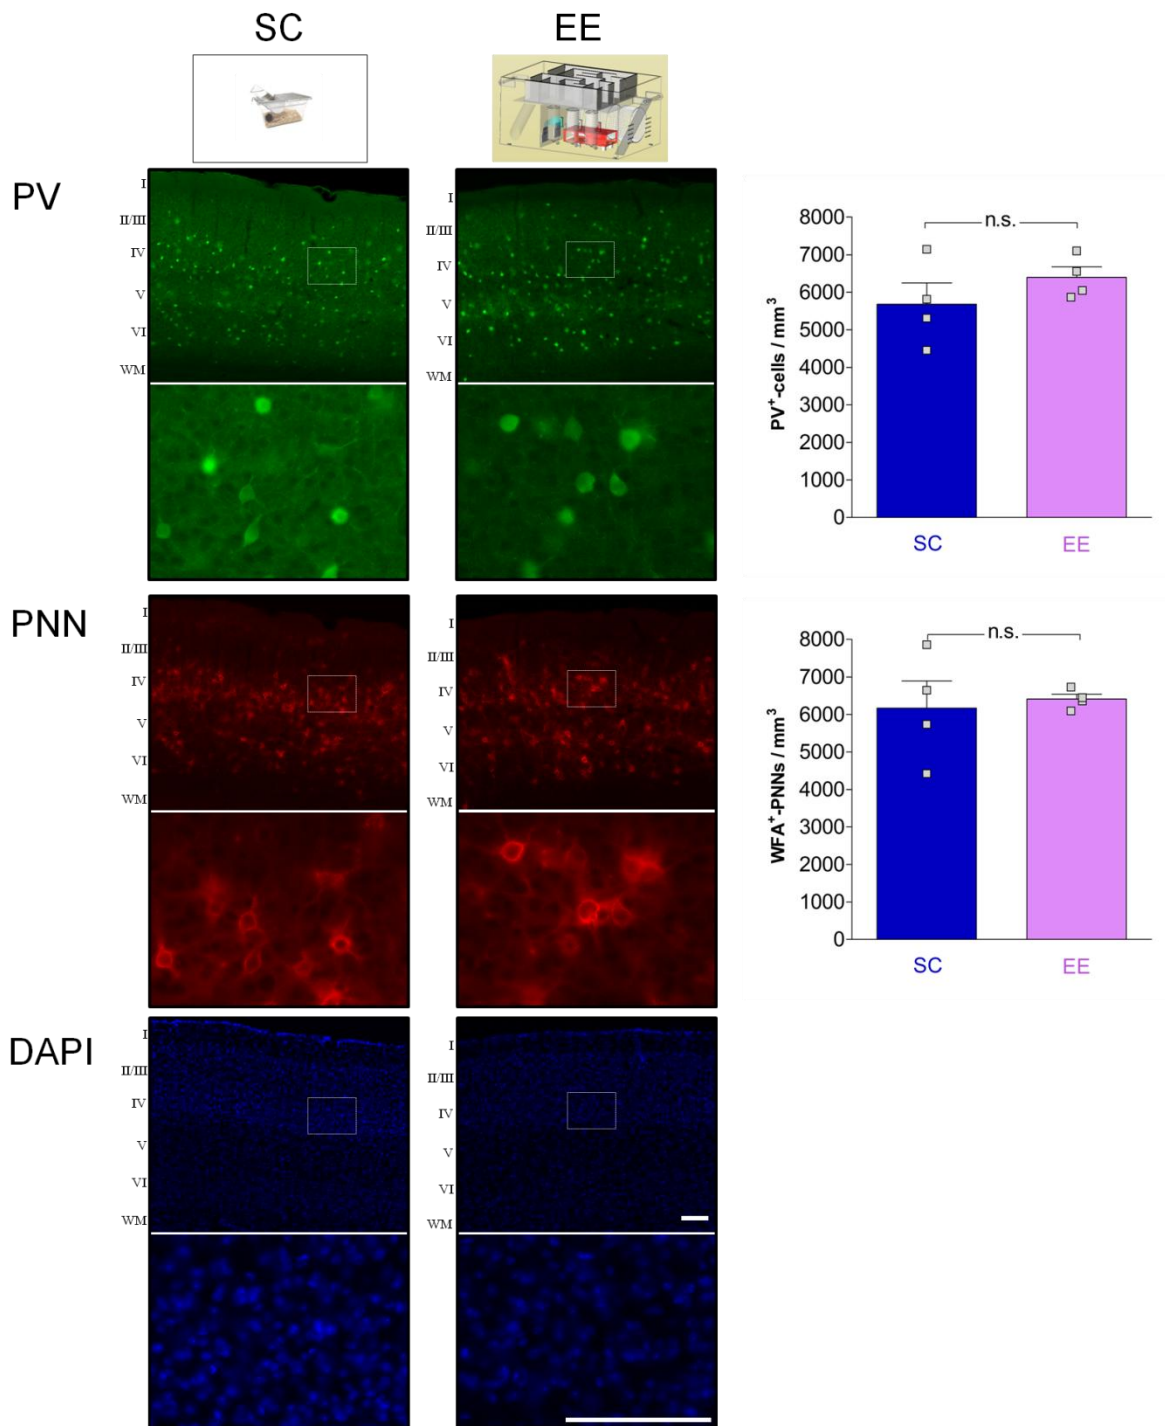 SC
EE
PV
I
II/III
IV
V
VI
WM
I
II/III
IV
V
VI
WM
8000
7000
6000
5000
4000
3000
2000
1000
0
PV⁺-cells / mm³
n.s.
SC
EE
PNN
I
II/III
IV
V
VI
WM
I
II/III
IV
V
VI
WM
8000
7000
6000
5000
4000
3000
2000
1000
0
WFA⁺-PNNs / mm³
n.s.
SC
EE
DAPI
I
II/III
IV
V
VI
WM
I
II/III
IV
V
VI
WM